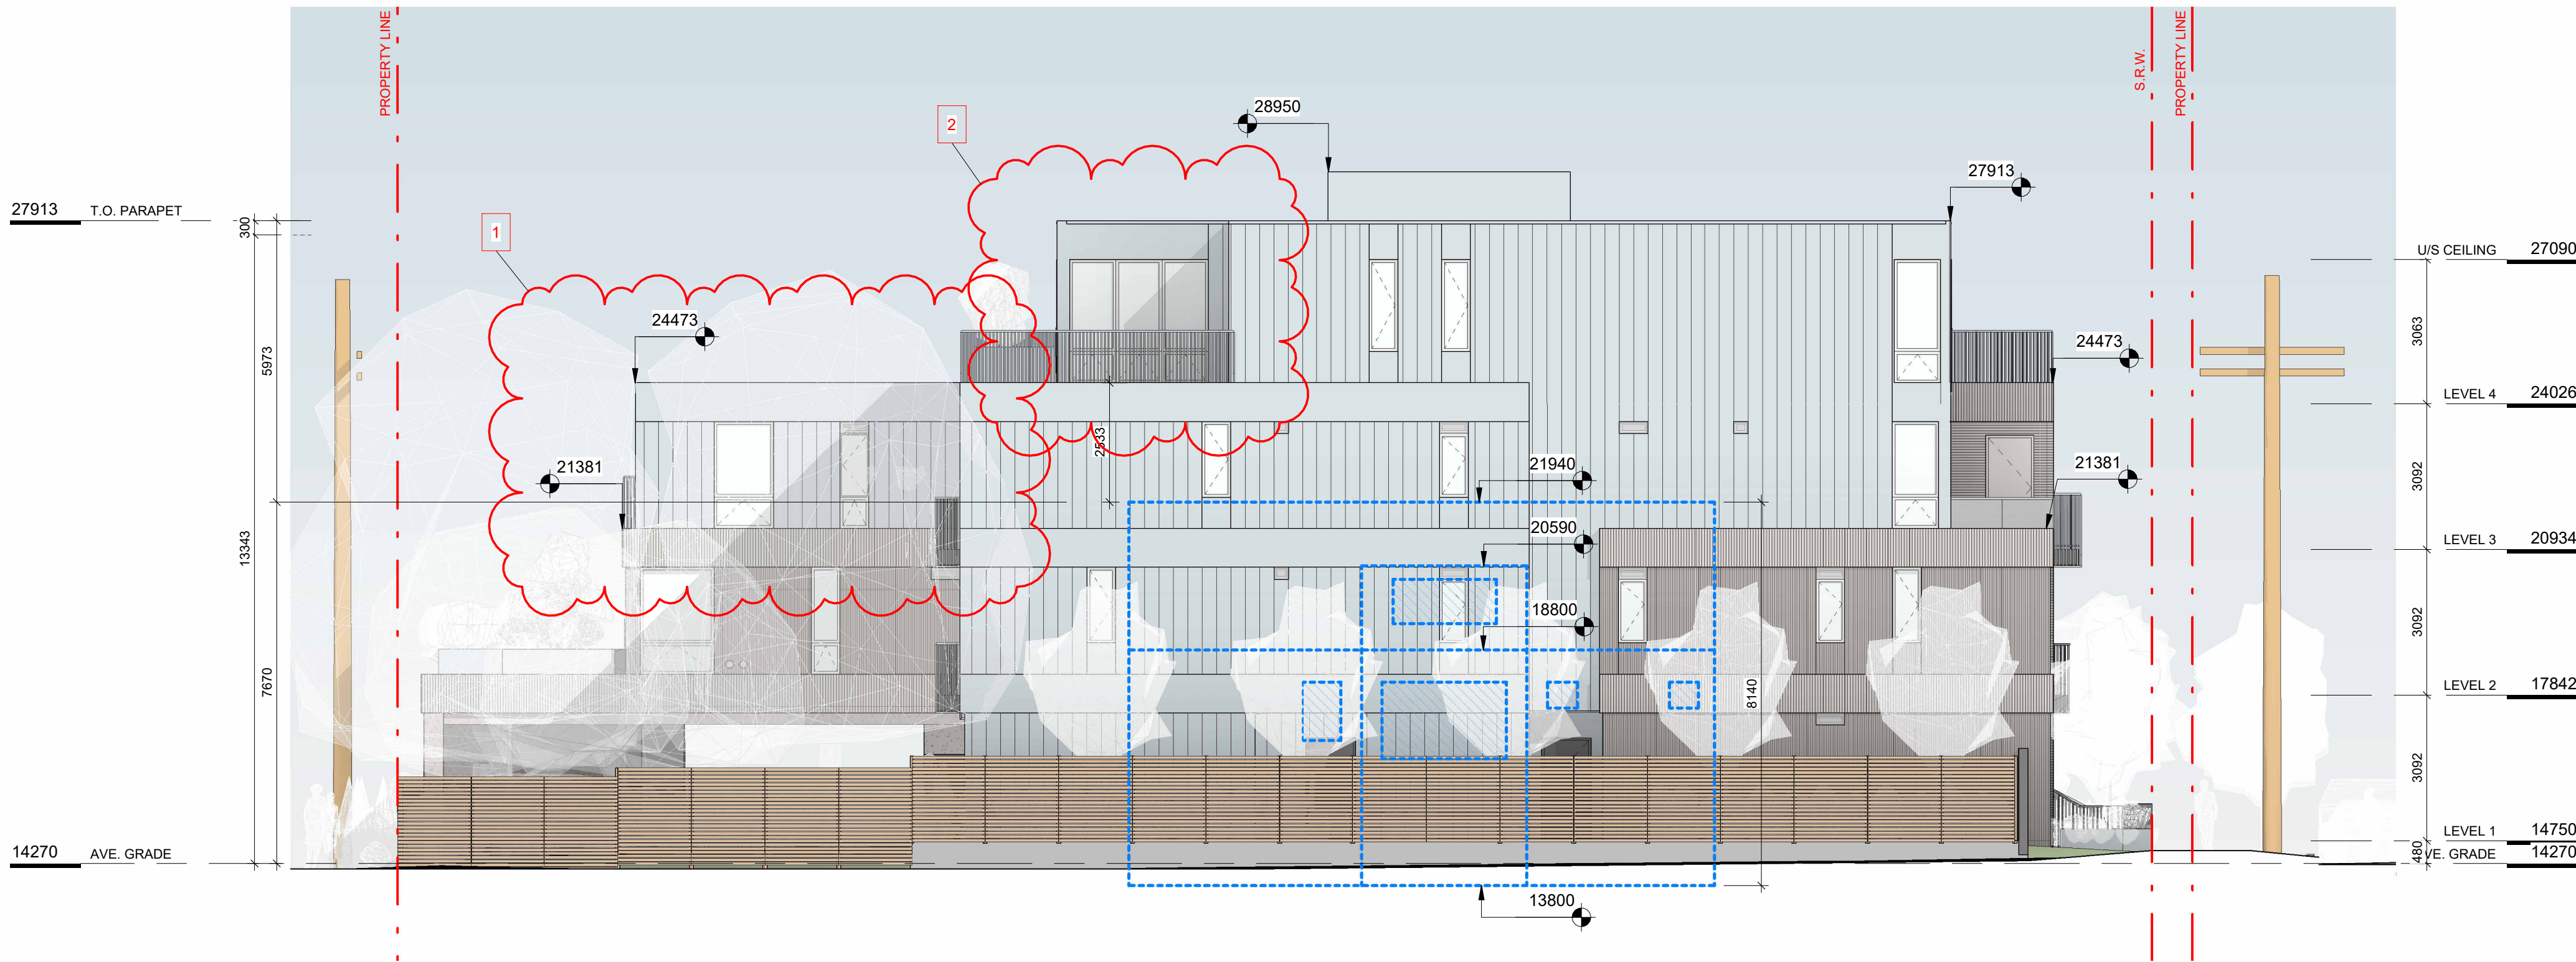 PROPERTY LINE
S.R.W.
PROPERTY LINE
2
28950
27913
27913 T.O. PARAPET
300
1
U/S CEILING 27090
24473
24473
5973
3063
LEVEL 4 24026
2533
21381
21940
21381
3092
20590
LEVEL 3 20934
13343
18800
3092
7670
8140
LEVEL 2 17842
3092
LEVEL 1 14750
480
14270 AVE. GRADE
VE. GRADE 14270
13800